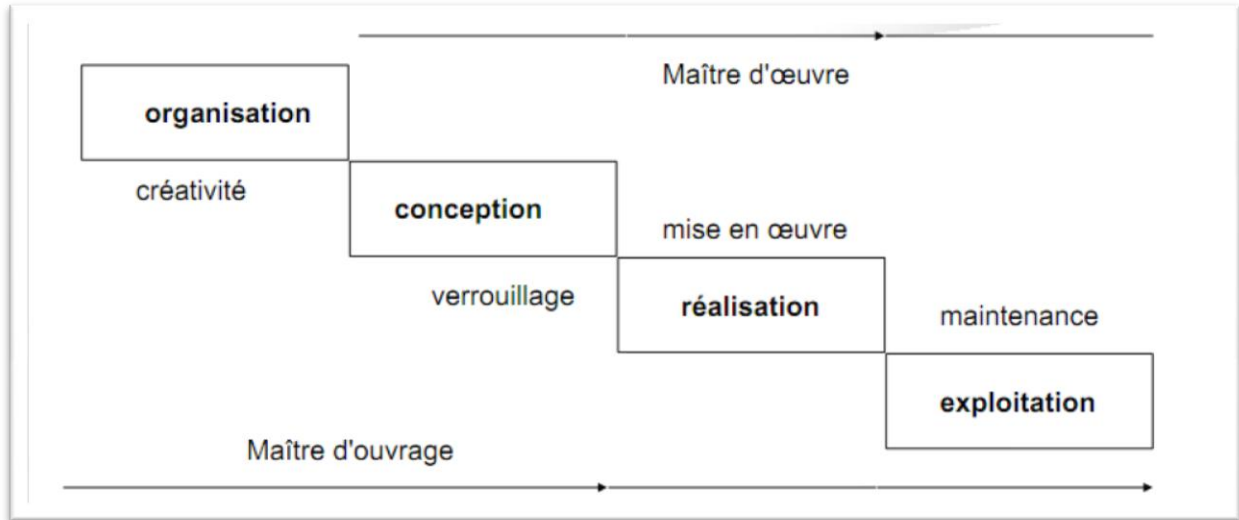 Maître d'œuvre
organisation
créativité
conception
mise en œuvre
verrouillage
réalisation
maintenance
exploitation
Maître d'ouvrage